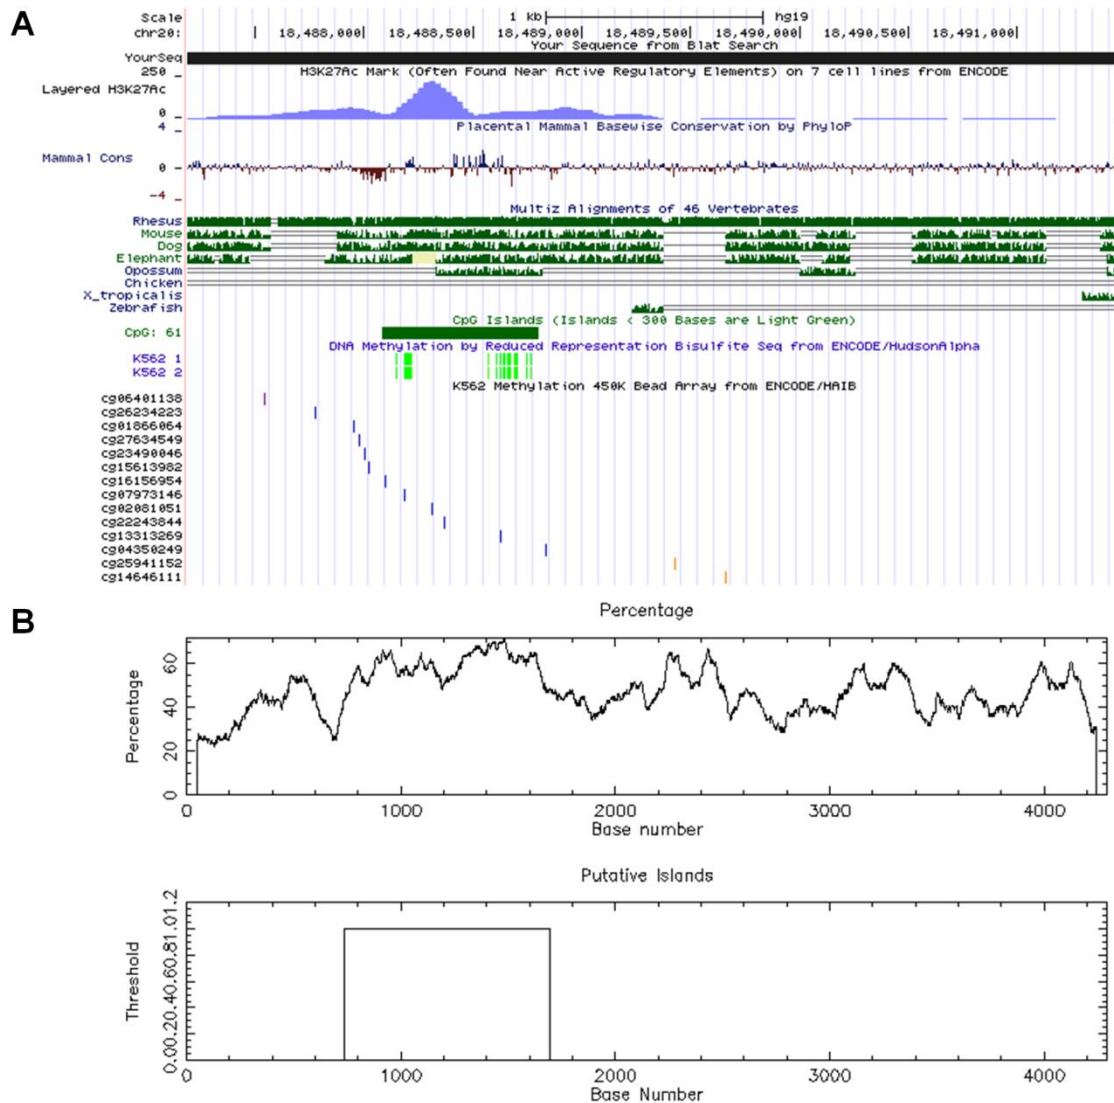 A
Scale 1 kb hg19
chr20: 18,488,000 18,488,500 18,489,000 18,489,500 18,490,000 18,490,500 18,491,000
Your Sequence from Blat Search
YourSeq
250 _ H3K27Ac Mark (Often Found Near Active Regulatory Elements) on 7 cell lines from ENCODE
Layered H3K27Ac
0 _
4 _ Placental Mammal Basewise Conservation by PhyloP
Mammal Cons
0 -
-4 _
Multiz Alignments of 46 Vertebrates
Rhesus
Mouse
Dog
Elephant
Opossum
Chicken
X_tropicalis
Zebrafish
CpG Islands (Islands < 300 Bases are Light Green)
CpG: 61
DNA Methylation by Reduced Representation Bisulfite Seq from ENCODE/HudsonAlpha
K562 1
K562 2
K562 Methylation 450K Bead Array from ENCODE/HAIB
cg06401138
cg26234223
cg01866064
cg27634549
cg23490046
cg15613982
cg16156954
cg07973146
cg02081051
cg22243844
cg13313269
cg04350249
cg25941152
cg14646111
B
Percentage
Percentage
60
40
20
0
0 1000 2000 3000 4000
Base number
Putative Islands
Threshold
0.00.20.40.60.81.01.2
0 1000 2000 3000 4000
Base Number